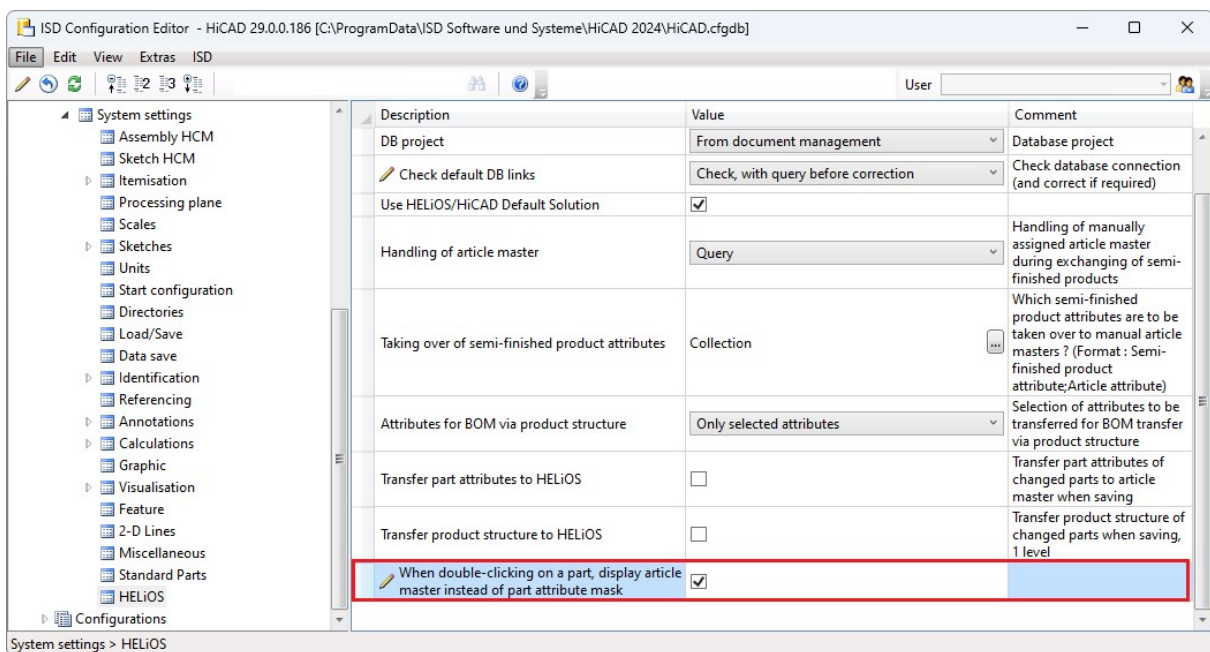 ISD Configuration Editor - HiCAD 29.0.0.186 [C:\ProgramData\ISD Software und Systeme\HiCAD 2024\HiCAD.cfgdb]
File Edit View Extras ISD
2 3 User
System settings
Assembly HCM
Sketch HCM
Itemisation
Processing plane
Scales
Sketches
Units
Start configuration
Directories
Load/Save
Data save
Identification
Referencing
Annotations
Calculations
Graphic
Visualisation
Feature
2-D Lines
Miscellaneous
Standard Parts
HELiOS
Configurations
Description Value Comment
DB project From document management Database project
Check default DB links Check, with query before correction Check database connection
(and correct if required)
Use HELiOS/HiCAD Default Solution
Handling of article master Query Handling of manually
assigned article master
during exchanging of semi-
finished products
Taking over of semi-finished product attributes Collection ... Which semi-finished
product attributes are to be
taken over to manual article
masters ? (Format : Semi-
finished product
attribute;Article attribute)
Attributes for BOM via product structure Only selected attributes Selection of attributes to be
transferred for BOM transfer
via product structure
Transfer part attributes to HELiOS Transfer part attributes of
changed parts to article
master when saving
Transfer product structure to HELiOS Transfer product structure of
changed parts when saving,
1 level
When double-clicking on a part, display article
master instead of part attribute mask
System settings > HELiOS